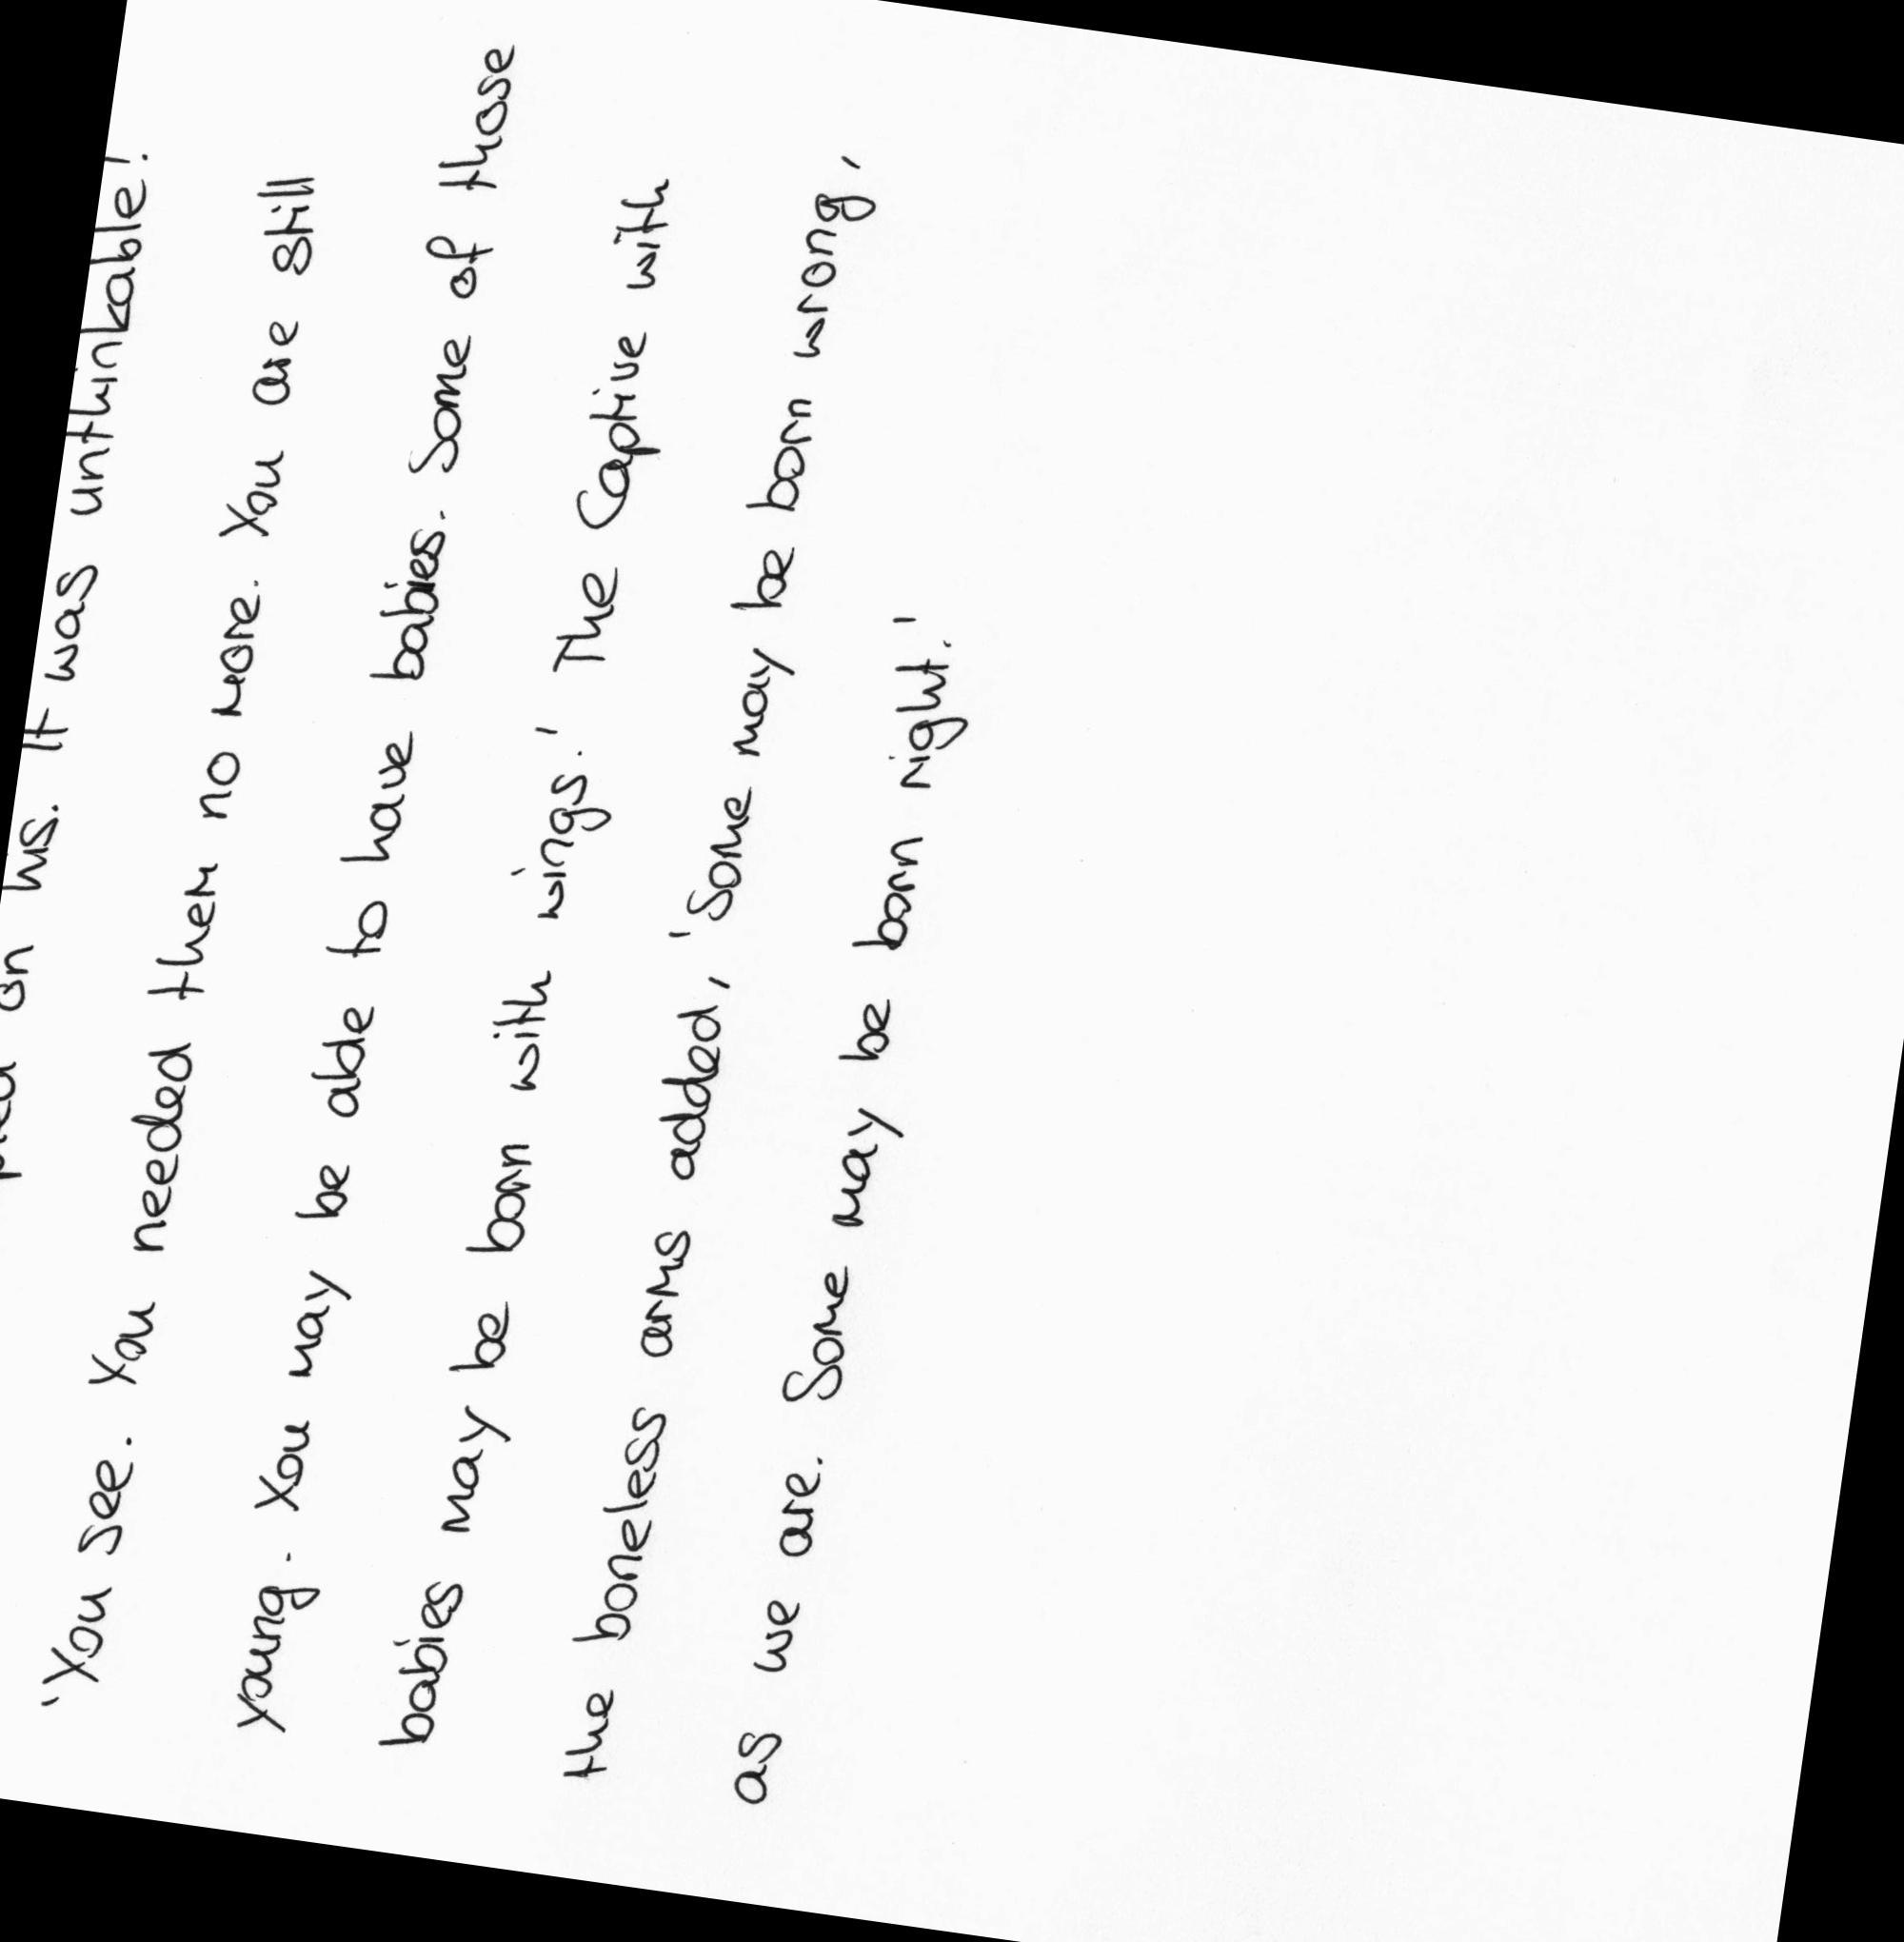 on his. It was unthinkable!
'You see. You needed them no more. You are still
young. You may be able to have babies. Some of those
babies may be born with wings.' The Captive with
the boneless arms added, 'Some may be born wrong,
as we are. Some may be born right.'